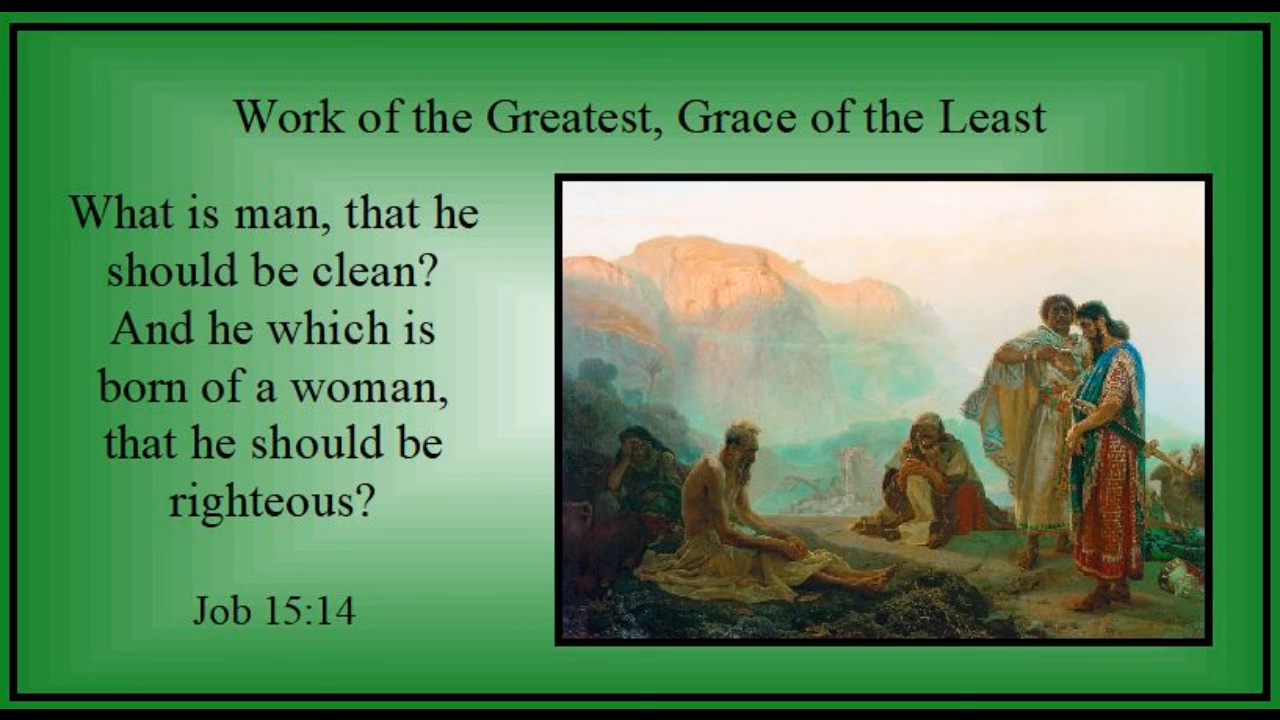 Work of the Greatest, Grace of the Least
What is man, that he
should be clean?
And he which is
born of a woman,
that he should be
righteous?
Job 15:14